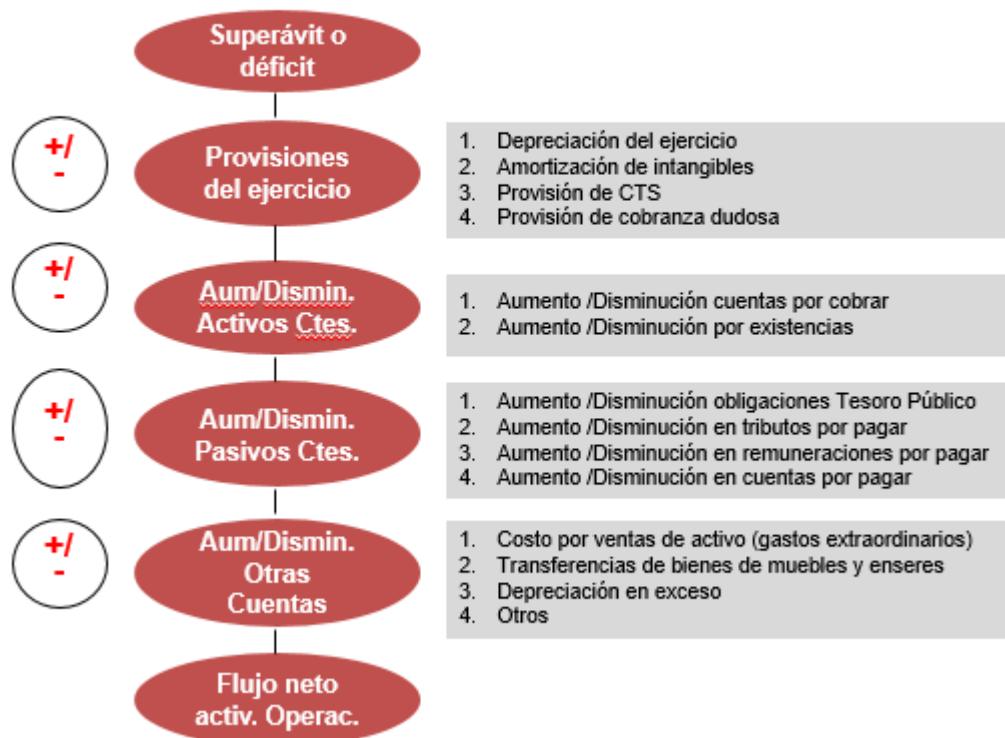 Superávit o
déficit
+/
-
Provisiones
del ejercicio
1. Depreciación del ejercicio
2. Amortización de intangibles
3. Provisión de CTS
4. Provisión de cobranza dudosa
+/
-
Aum/Dismin.
Activos Ctes.
1. Aumento /Disminución cuentas por cobrar
2. Aumento /Disminución por existencias
+/
-
Aum/Dismin.
Pasivos Ctes.
1. Aumento /Disminución obligaciones Tesoro Público
2. Aumento /Disminución en tributos por pagar
3. Aumento /Disminución en remuneraciones por pagar
4. Aumento /Disminución en cuentas por pagar
+/
-
Aum/Dismin.
Otras
Cuentas
1. Costo por ventas de activo (gastos extraordinarios)
2. Transferencias de bienes de muebles y enseres
3. Depreciación en exceso
4. Otros
Flujo neto
activ. Operac.